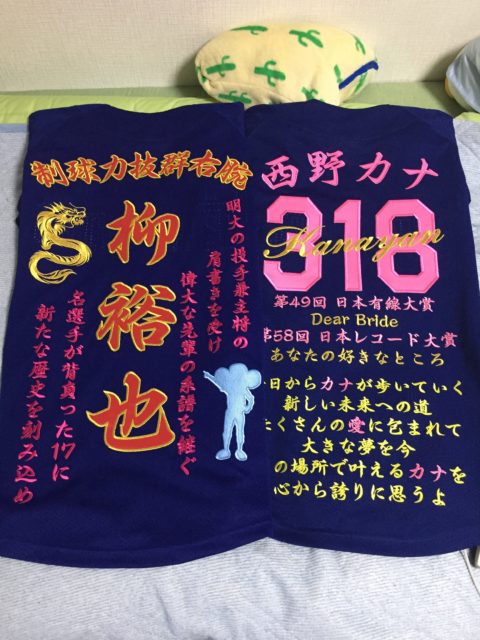 制球力抜群右腕
柳裕也
明大の投手兼主将の
肩書きを受け
偉大な先輩の系譜を継ぐ
名選手が背負った17に
新たな歴史を刻み込め
西野カナ
318
Kanayan
第49回 日本有線大賞
Dear Bride
第58回 日本レコード大賞
あなたの好きなところ
日からカナが歩いていく
新しい未来への道
たくさんの愛に包まれて
大きな夢を今
の場所で叶えるカナを
心から誇りに思うよ